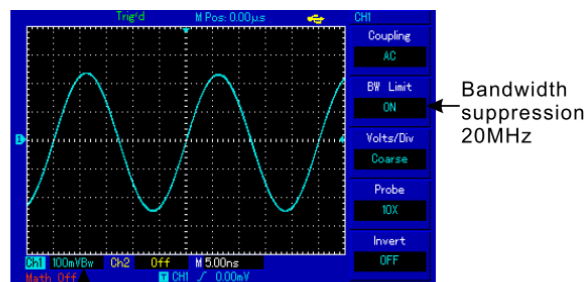 Trig'd M Pos: 0.00μs CH1
Coupling
AC
BW Limit
ON
Volts/Div
Coarse
Probe
10X
Invert
OFF
Bandwidth
suppression
20MHz
1
Ch1 100mVBw Ch2 Off M 5.00ns
Math Off T CH1 / 0.00mV